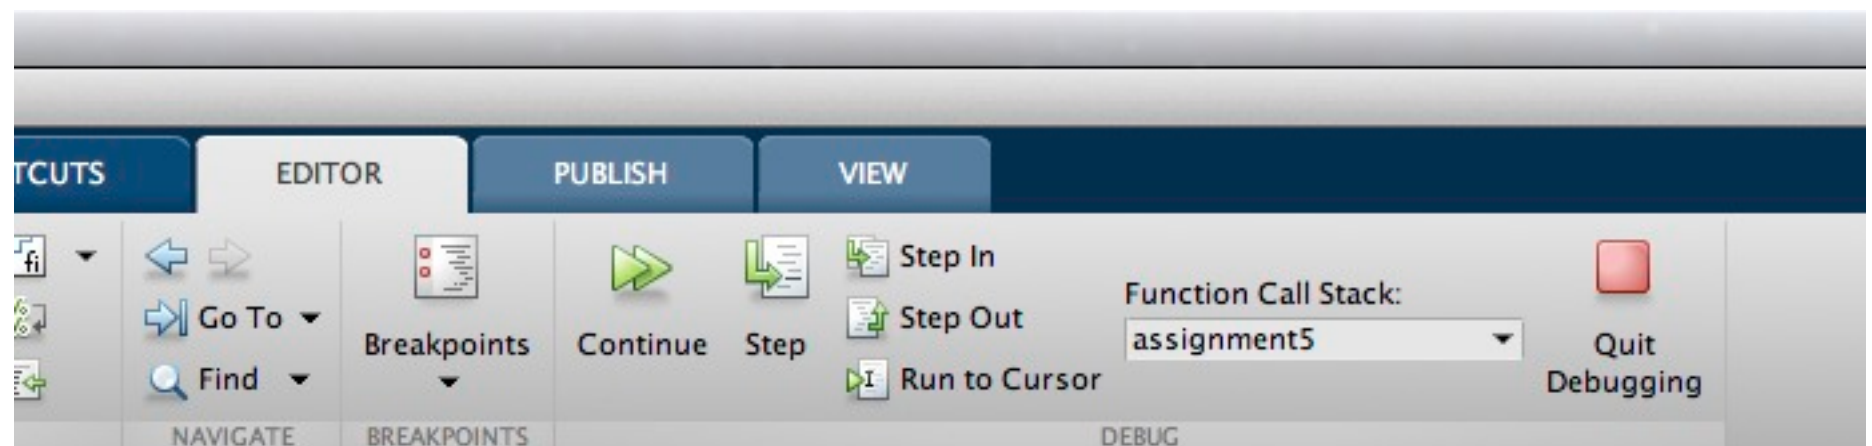 TCUTS
EDITOR
PUBLISH
VIEW
fi
Go To
Find
NAVIGATE
Breakpoints
BREAKPOINTS
Continue
Step
Step In
Step Out
Run to Cursor
Function Call Stack:
assignment5
Quit
Debugging
DEBUG